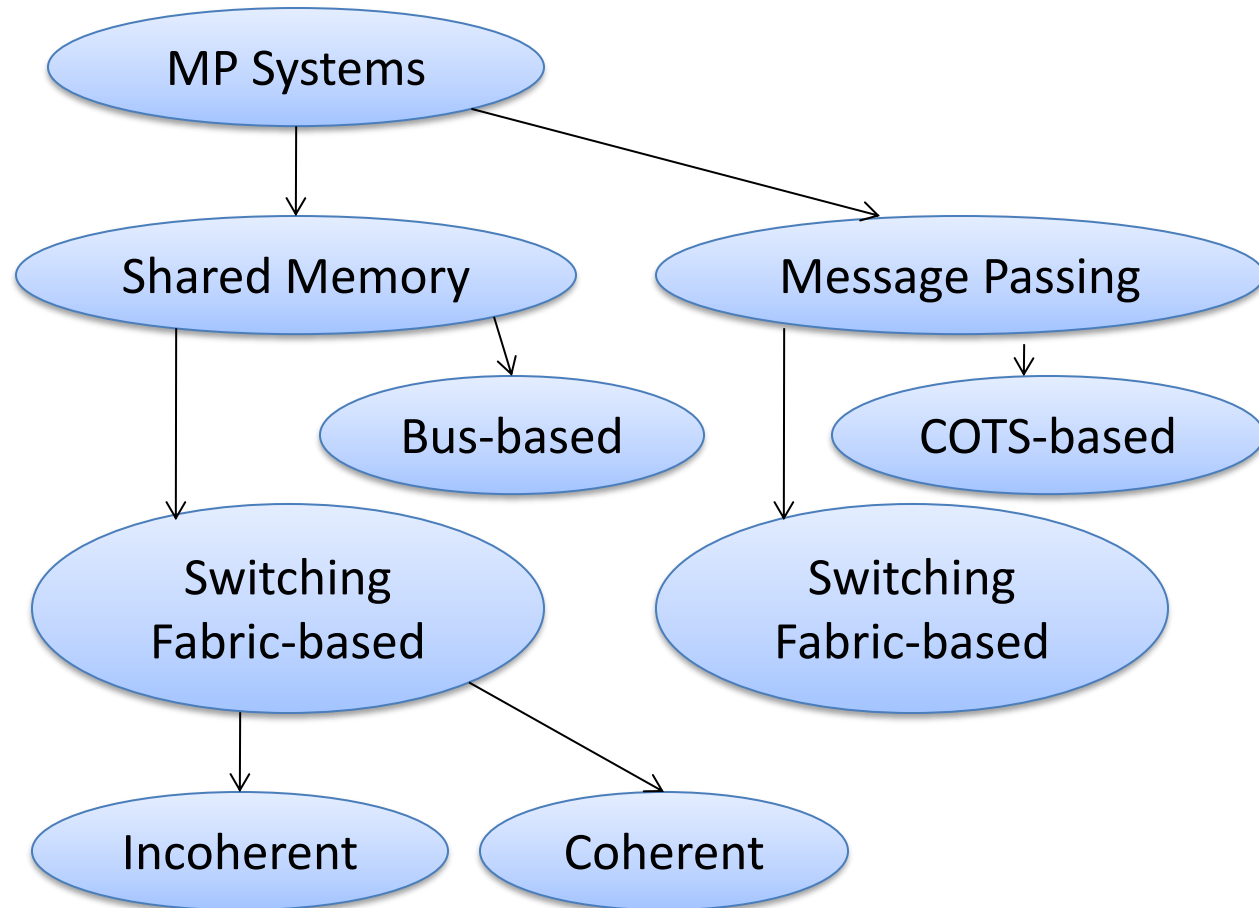 MP Systems
Shared Memory
Message Passing
Bus-based
COTS-based
Switching
Fabric-based
Switching
Fabric-based
Incoherent
Coherent